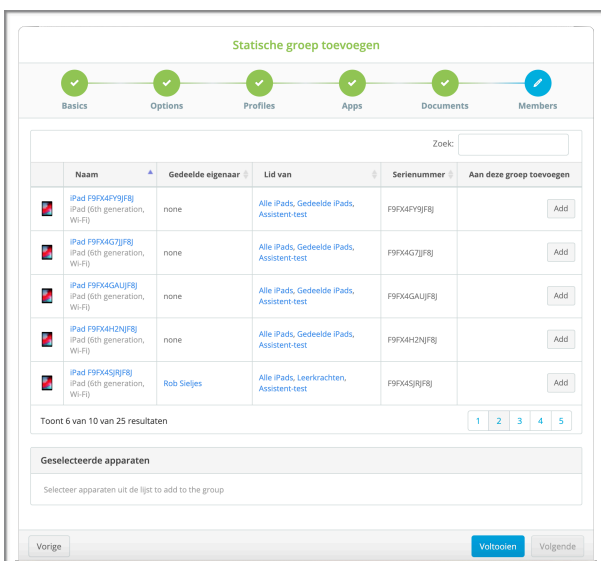 Statische groep toevoegen
Basics Options Profiles Apps Documents Members
Zoek:
Naam Gedeelde eigenaar Lid van Serienummer Aan deze groep toevoegen
iPad F9FX4FY9JF8J
iPad (6th generation, Wi-Fi)
none
Alle iPads, Gedeelde iPads,
Assistent-test
F9FX4FY9JF8J
Add
iPad F9FX4G7JJF8J
iPad (6th generation,
Wi-Fi)
none
Alle iPads, Gedeelde iPads,
Assistent-test
F9FX4G7JJF8J
Add
iPad F9FX4GAUJF8J
iPad (6th generation,
Wi-Fi)
none
Alle iPads, Gedeelde iPads,
Assistent-test
F9FX4GAUJF8J
Add
iPad F9FX4H2NJF8J
iPad (6th generation,
Wi-Fi)
none
Alle iPads, Gedeelde iPads,
Assistent-test
F9FX4H2NJF8J
Add
iPad F9FX4SJRJF8J
iPad (6th generation,
Wi-Fi)
Rob Sieljes
Alle iPads, Leerkrachten,
Assistent-test
F9FX4SJRJF8J
Add
Toont 6 van 10 van 25 resultaten
1 2 3 4 5
Geselecteerde apparaten
Selecteer apparaten uit de lijst to add to the group
Vorige Voltooien Volgende